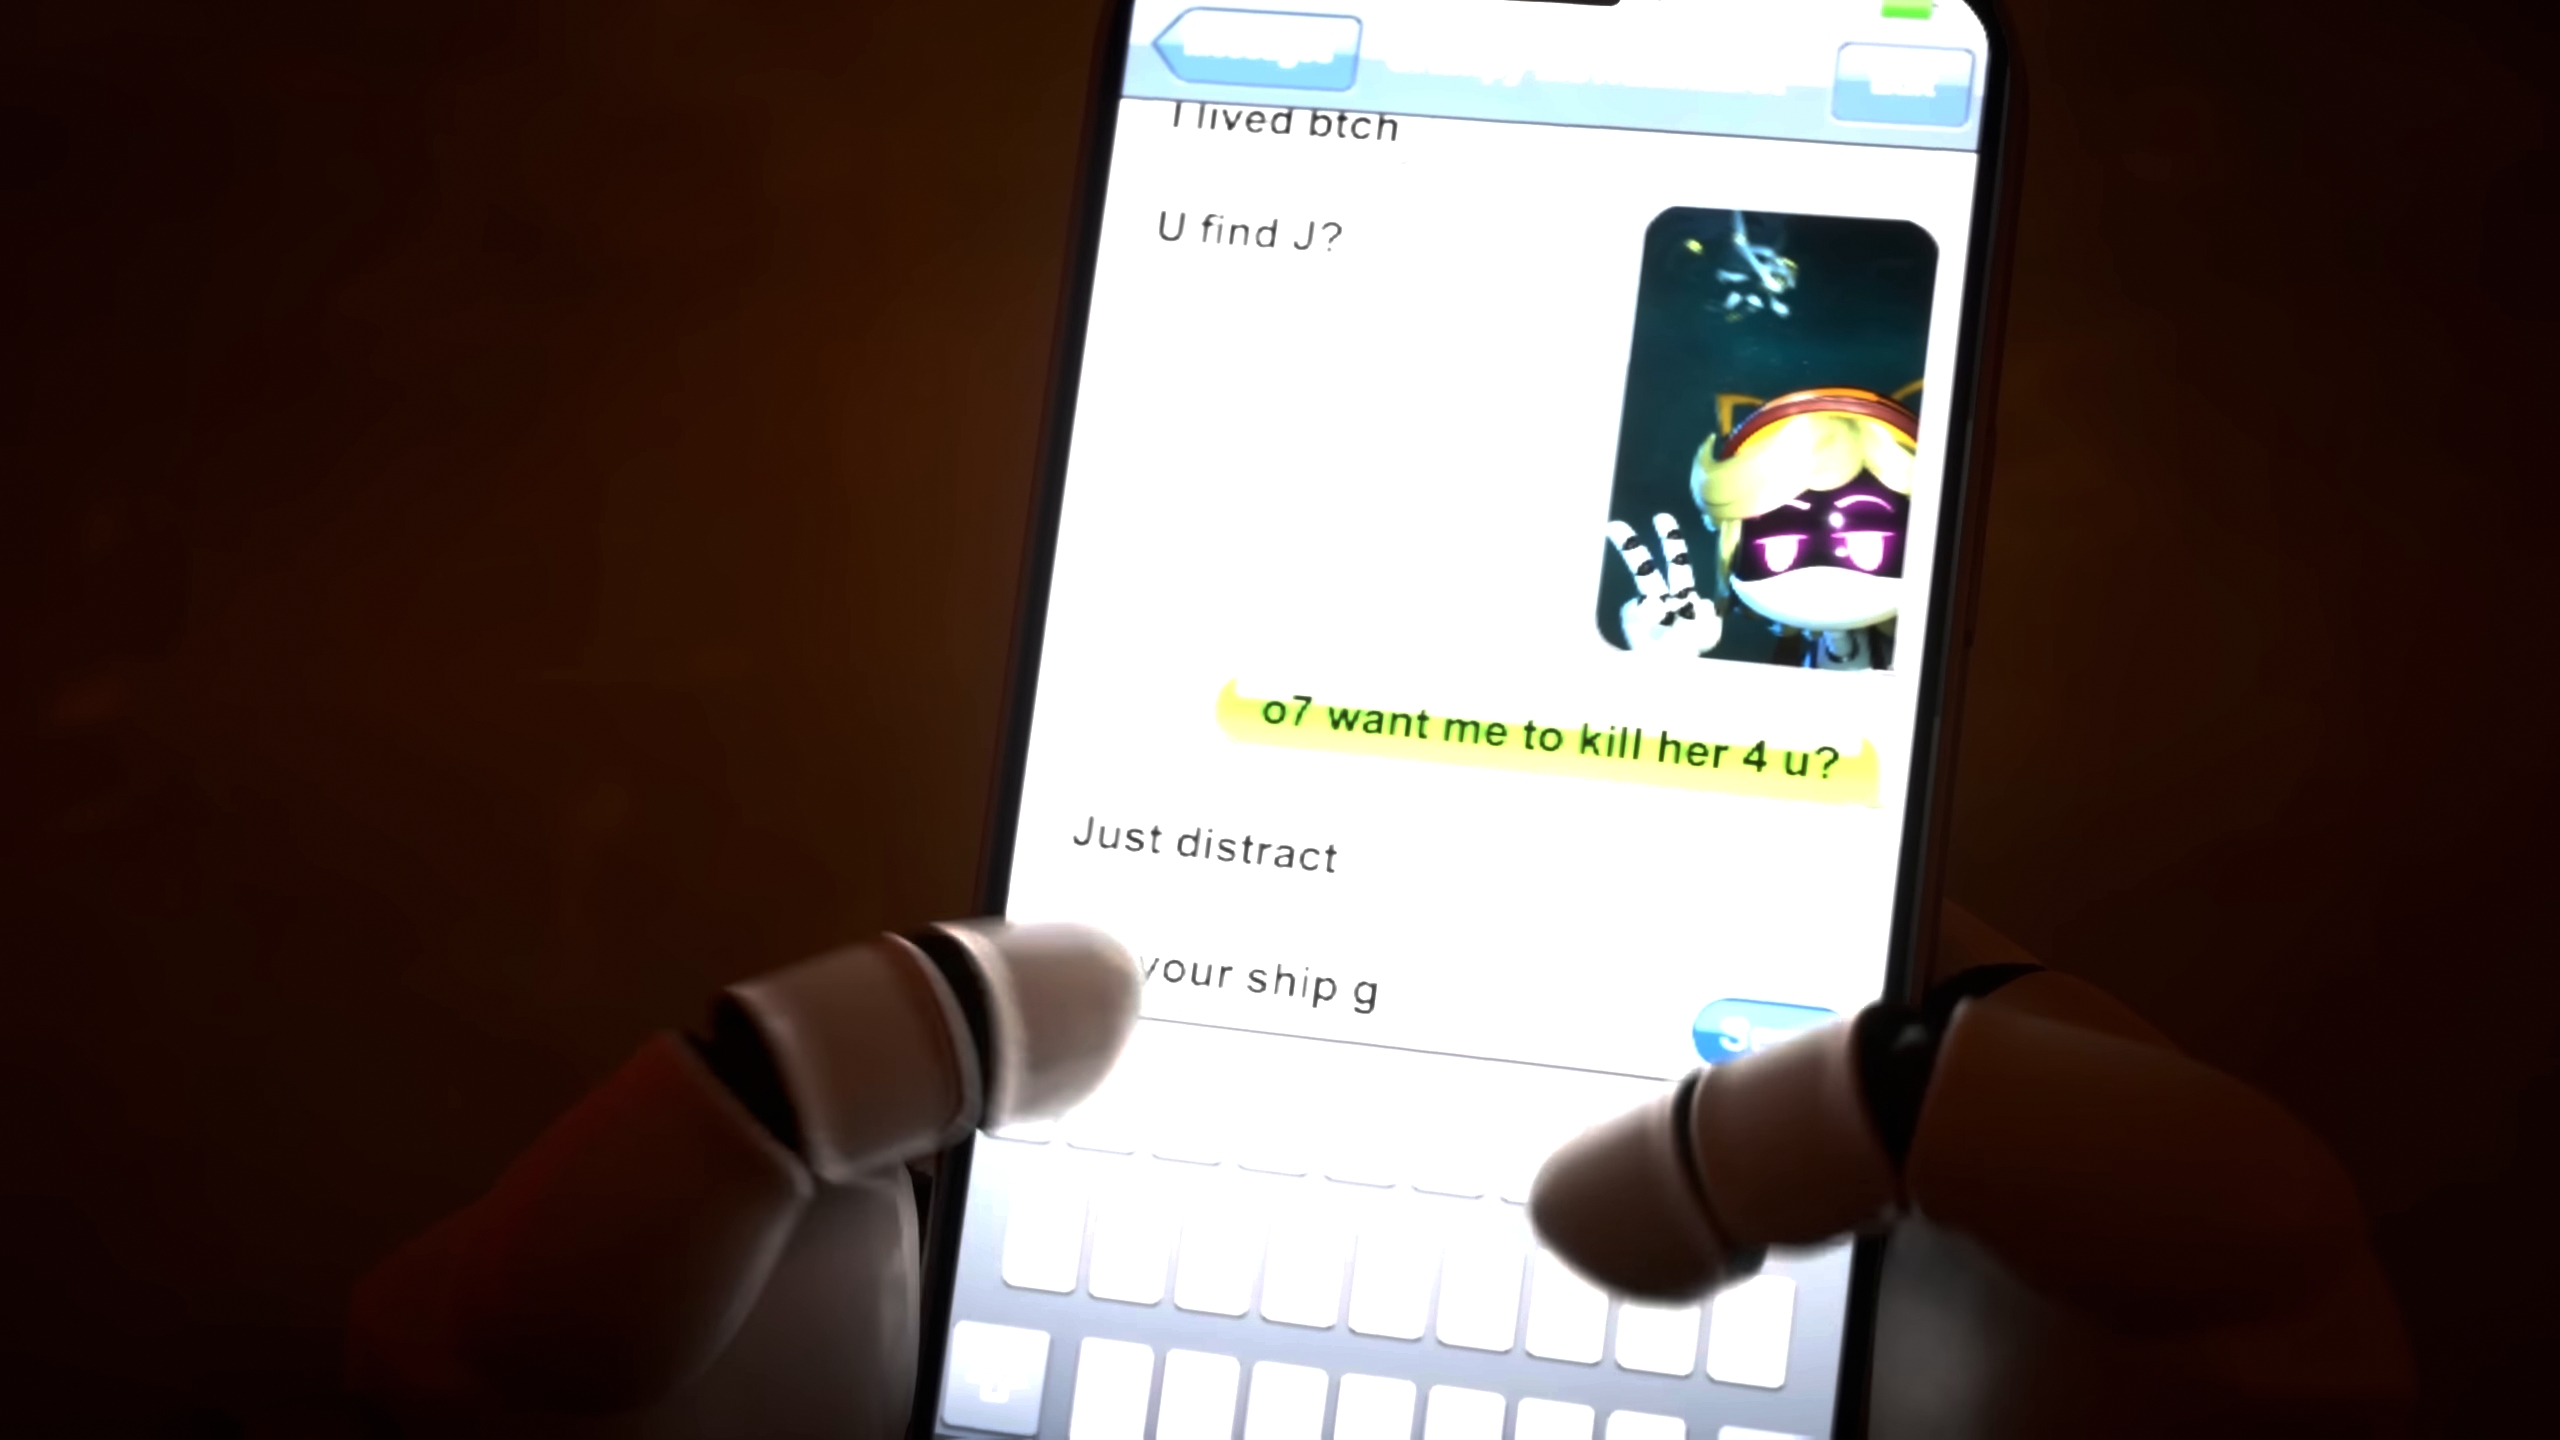 I lived btch
U find J?
o7 want me to kill her 4 u?
Just distract
your ship g